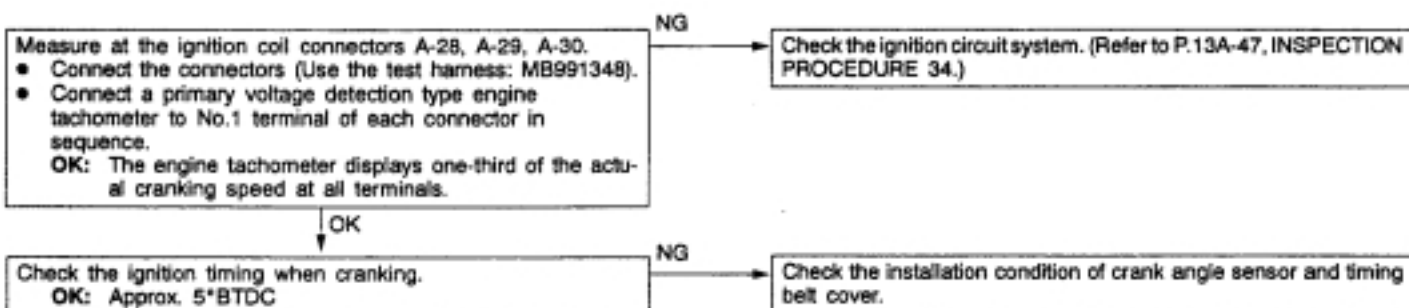 NG
Measure at the ignition coil connectors A-28, A-29, A-30.
● Connect the connectors (Use the test harness: MB991348).
● Connect a primary voltage detection type engine
tachometer to No.1 terminal of each connector in
sequence.
OK: The engine tachometer displays one-third of the actu-
al cranking speed at all terminals.
Check the ignition circuit system. (Refer to P.13A-47, INSPECTION
PROCEDURE 34.)
OK
NG
Check the ignition timing when cranking.
OK: Approx. 5°BTDC
Check the installation condition of crank angle sensor and timing
belt cover.